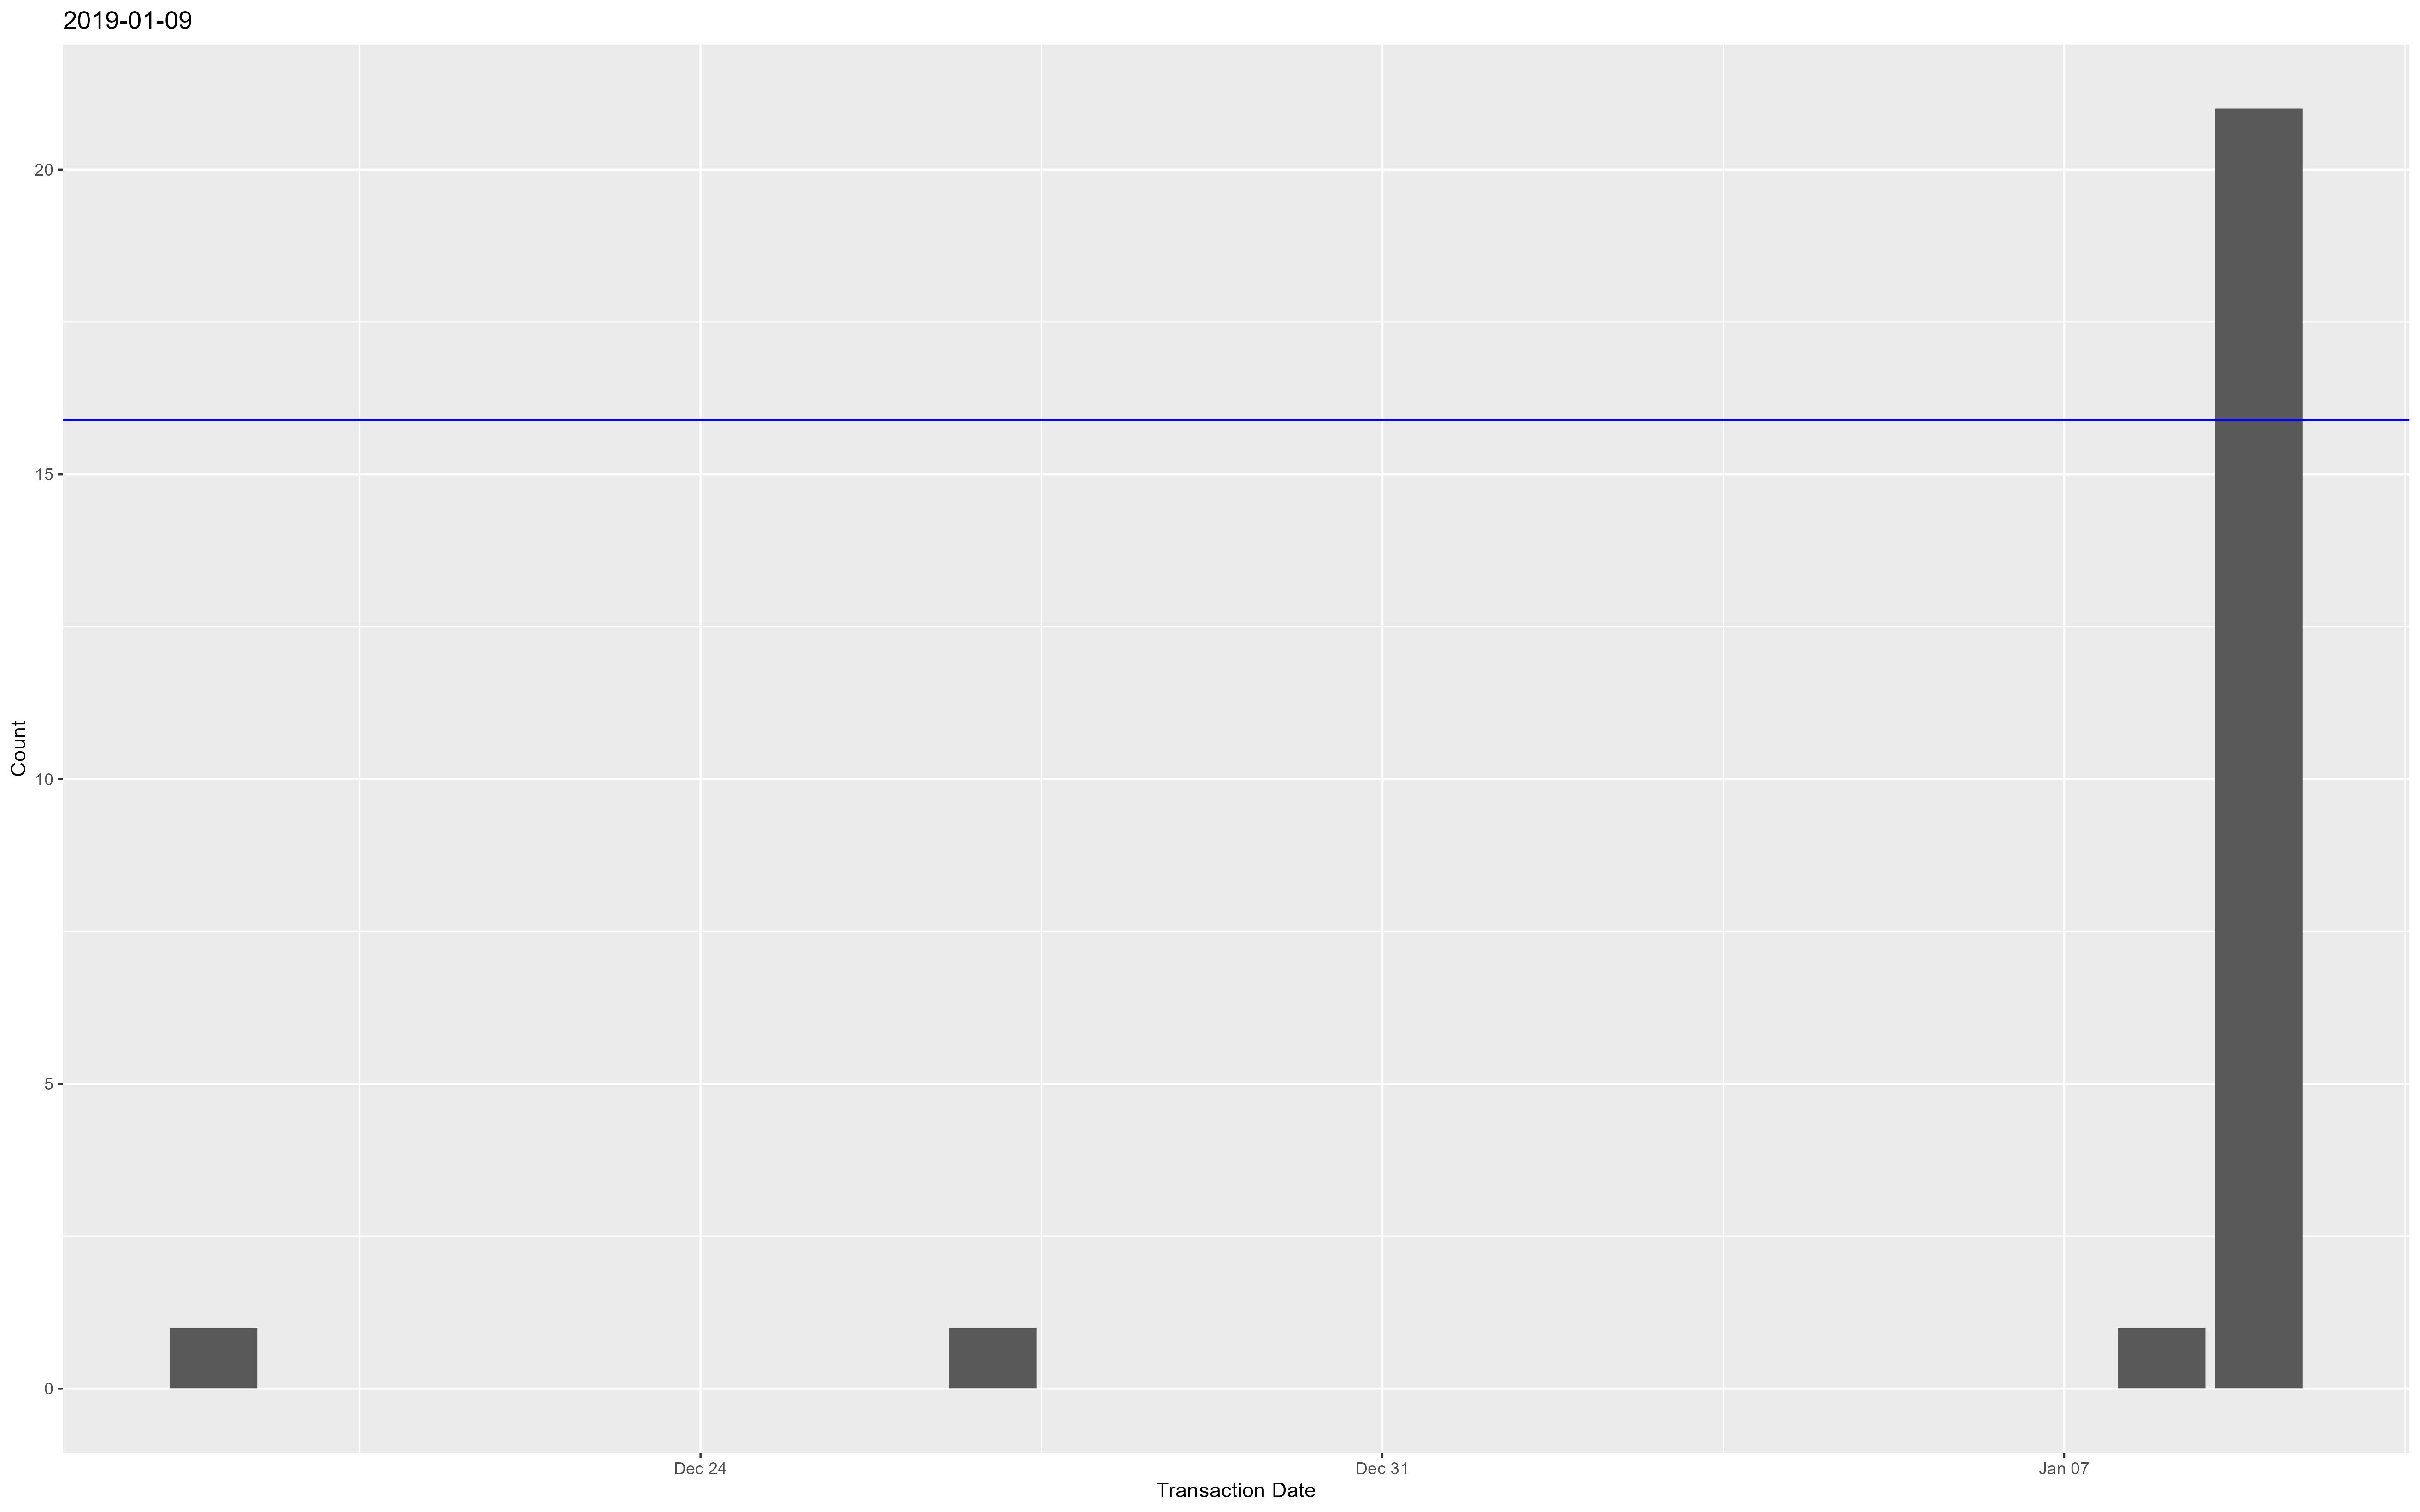 2019-01-09
20
15
10
5
0
Count
Dec 24
Dec 31
Jan 07
Transaction Date